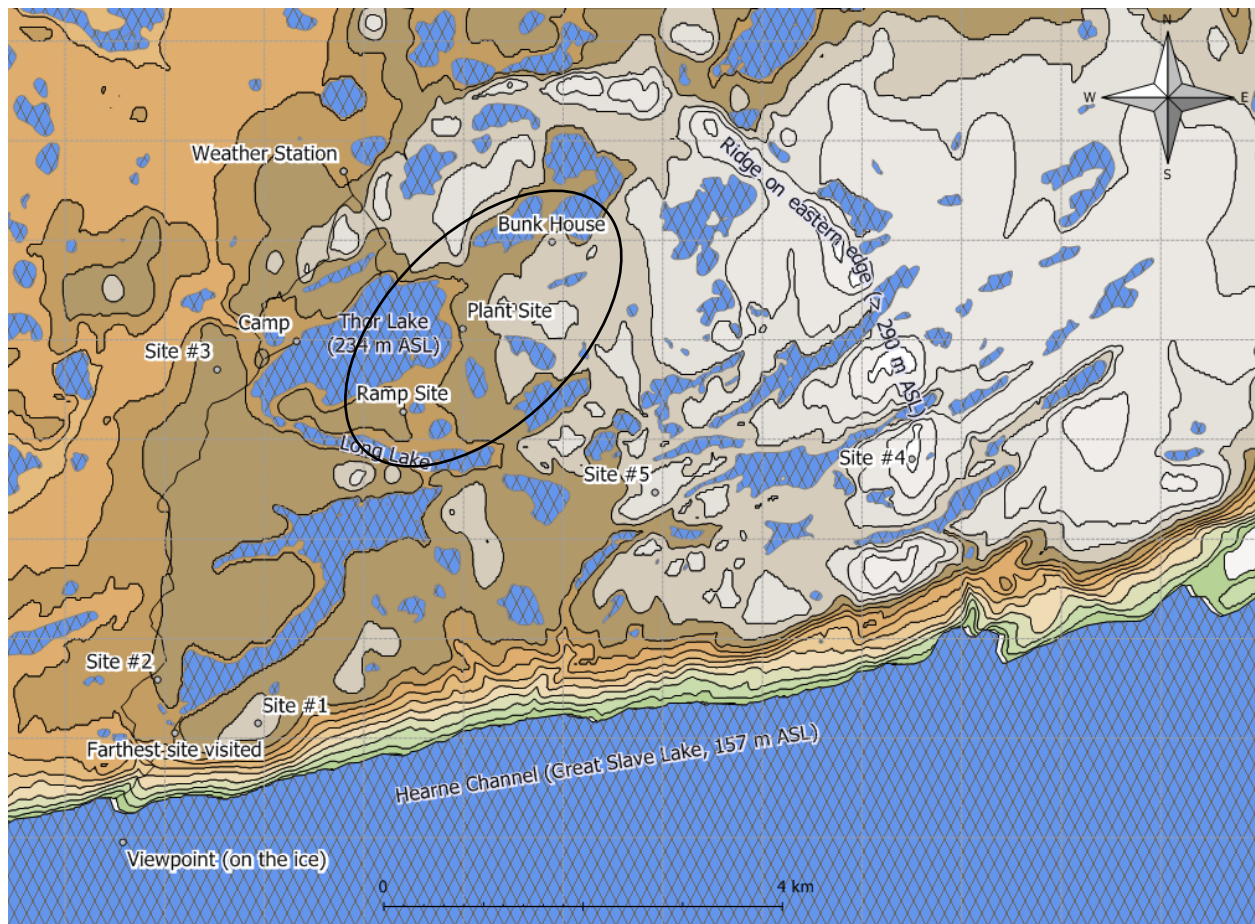 N
W
E
S
Weather Station
Ridge on eastern edge (Z ~ 290 m ASL)
Bunk House
Camp
Thor Lake
(234 m ASL)
Plant Site
Site #3
Ramp Site
Long Lake
Site #5
Site #4
Site #2
Site #1
Farthest site visited
Hearne Channel (Great Slave Lake, 157 m ASL)
Viewpoint (on the ice)
0
4 km